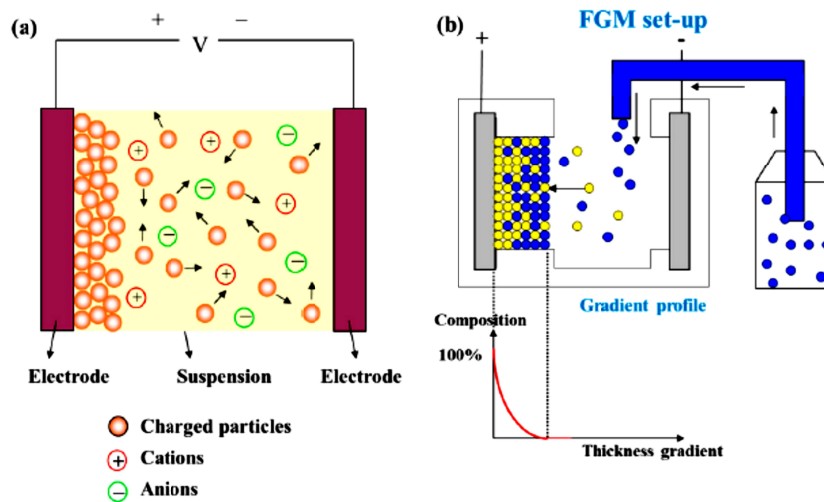 (a)
+ −
V
+
−
+
−
+
−
+
−
+
−
Electrode Suspension Electrode
Charged particles
+ Cations
− Anions
(b)
FGM set-up
+ -
Gradient profile
Composition
100%
Thickness gradient